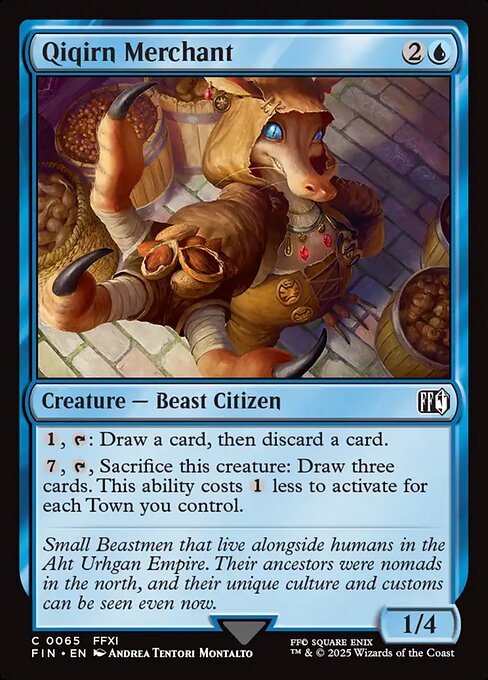 Qiqirn Merchant 2
Creature — Beast Citizen
1, T: Draw a card, then discard a card.
7, T, Sacrifice this creature: Draw three
cards. This ability costs 1 less to activate for
each Town you control.
Small Beastmen that live alongside humans in the
Aht Urhgan Empire. Their ancestors were nomads
in the north, and their unique culture and customs
can be seen even now.
1/4
C 0065 FFXI
FIN • EN Andrea Tentori Montalto
FF© SQUARE ENIX
™ & © 2025 Wizards of the Coast